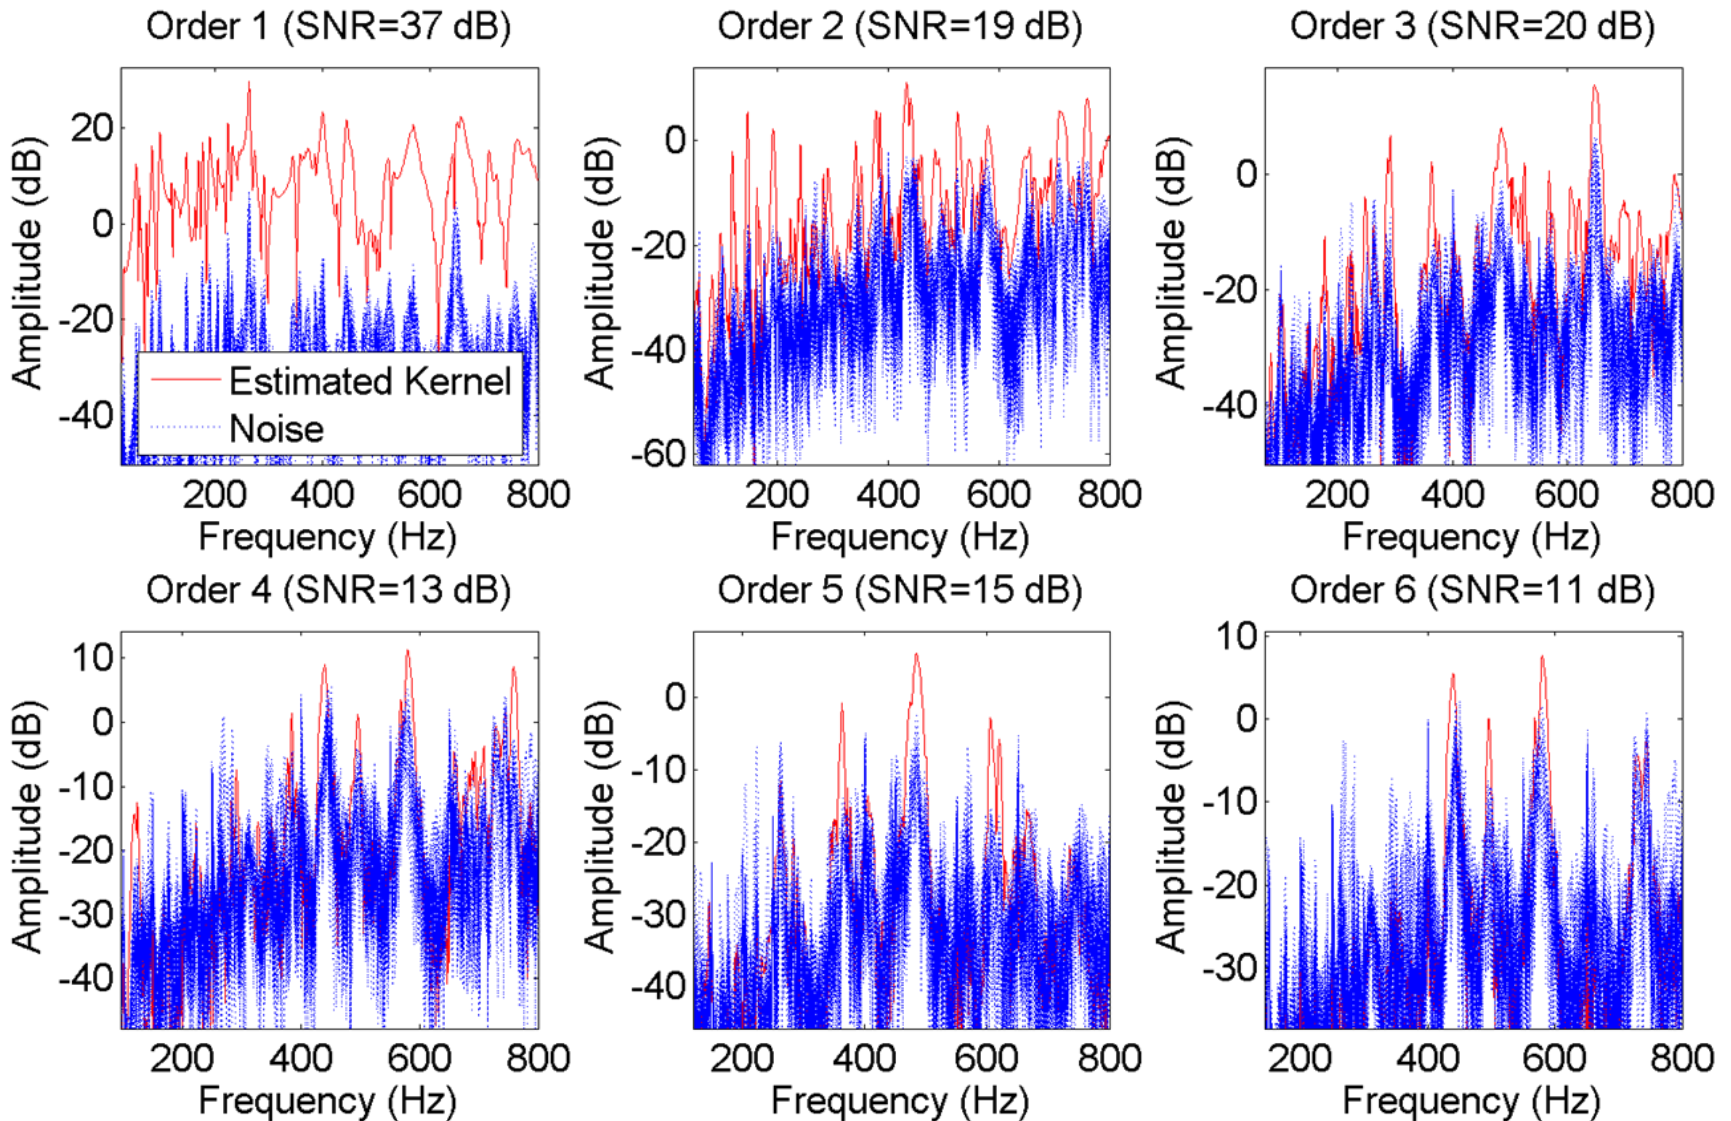 Order 1 (SNR=37 dB)
Order 2 (SNR=19 dB)
Order 3 (SNR=20 dB)
Amplitude (dB)
20
0
-20
-40
Estimated Kernel
Noise
200 400 600 800
Frequency (Hz)
Amplitude (dB)
0
-20
-40
-60
200 400 600 800
Frequency (Hz)
Amplitude (dB)
0
-20
-40
200 400 600 800
Frequency (Hz)
Order 4 (SNR=13 dB)
Order 5 (SNR=15 dB)
Order 6 (SNR=11 dB)
Amplitude (dB)
10
0
-10
-20
-30
-40
200 400 600 800
Frequency (Hz)
Amplitude (dB)
0
-10
-20
-30
-40
200 400 600 800
Frequency (Hz)
Amplitude (dB)
10
0
-10
-20
-30
200 400 600 800
Frequency (Hz)